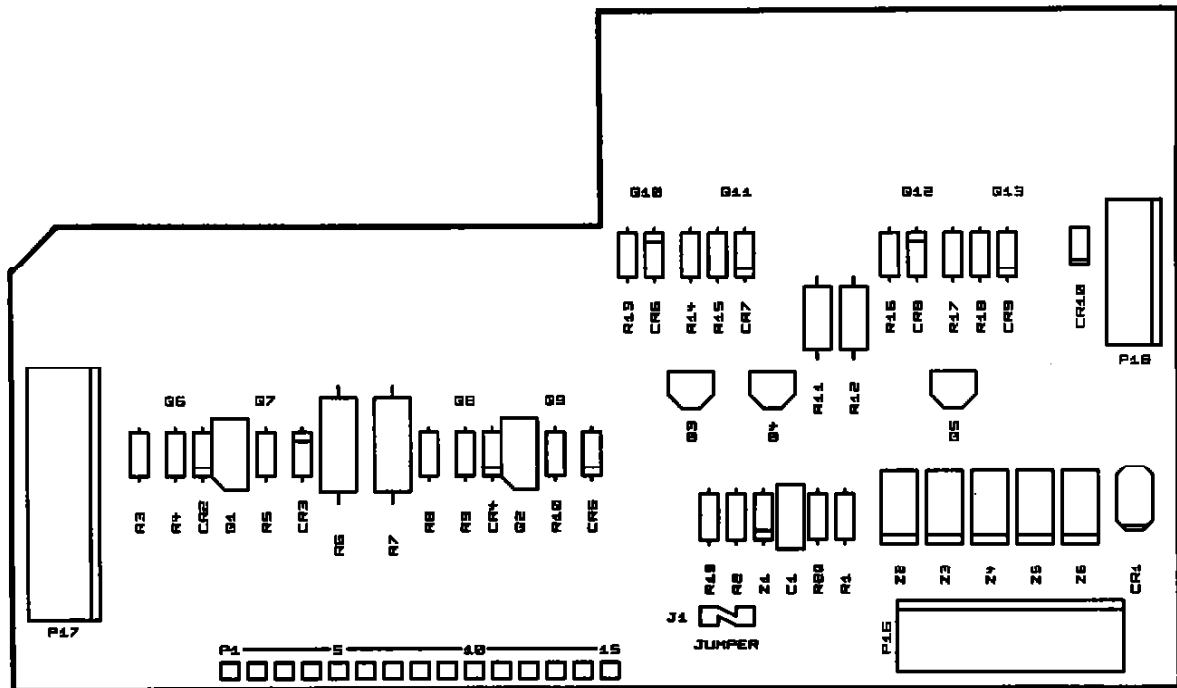 Q10 Q11 Q12 Q13
R13 CR6 R14 R15 CR7 R16 CR8 R17 R18 CR9 CR10
P18
R11 R12
Q6 Q7 Q8 Q9
Q3 Q4 Q5
R3 R4 CR2 Q1 R5 CR3 R6 R7 R8 R9 CR4 Q2 R10 CR5
R19 R2 Z1 C1 R20 R1 Z2 Z3 Z4 Z5 Z6 CR1
J1
JUMPER
P16
P17
P1 5 10 15